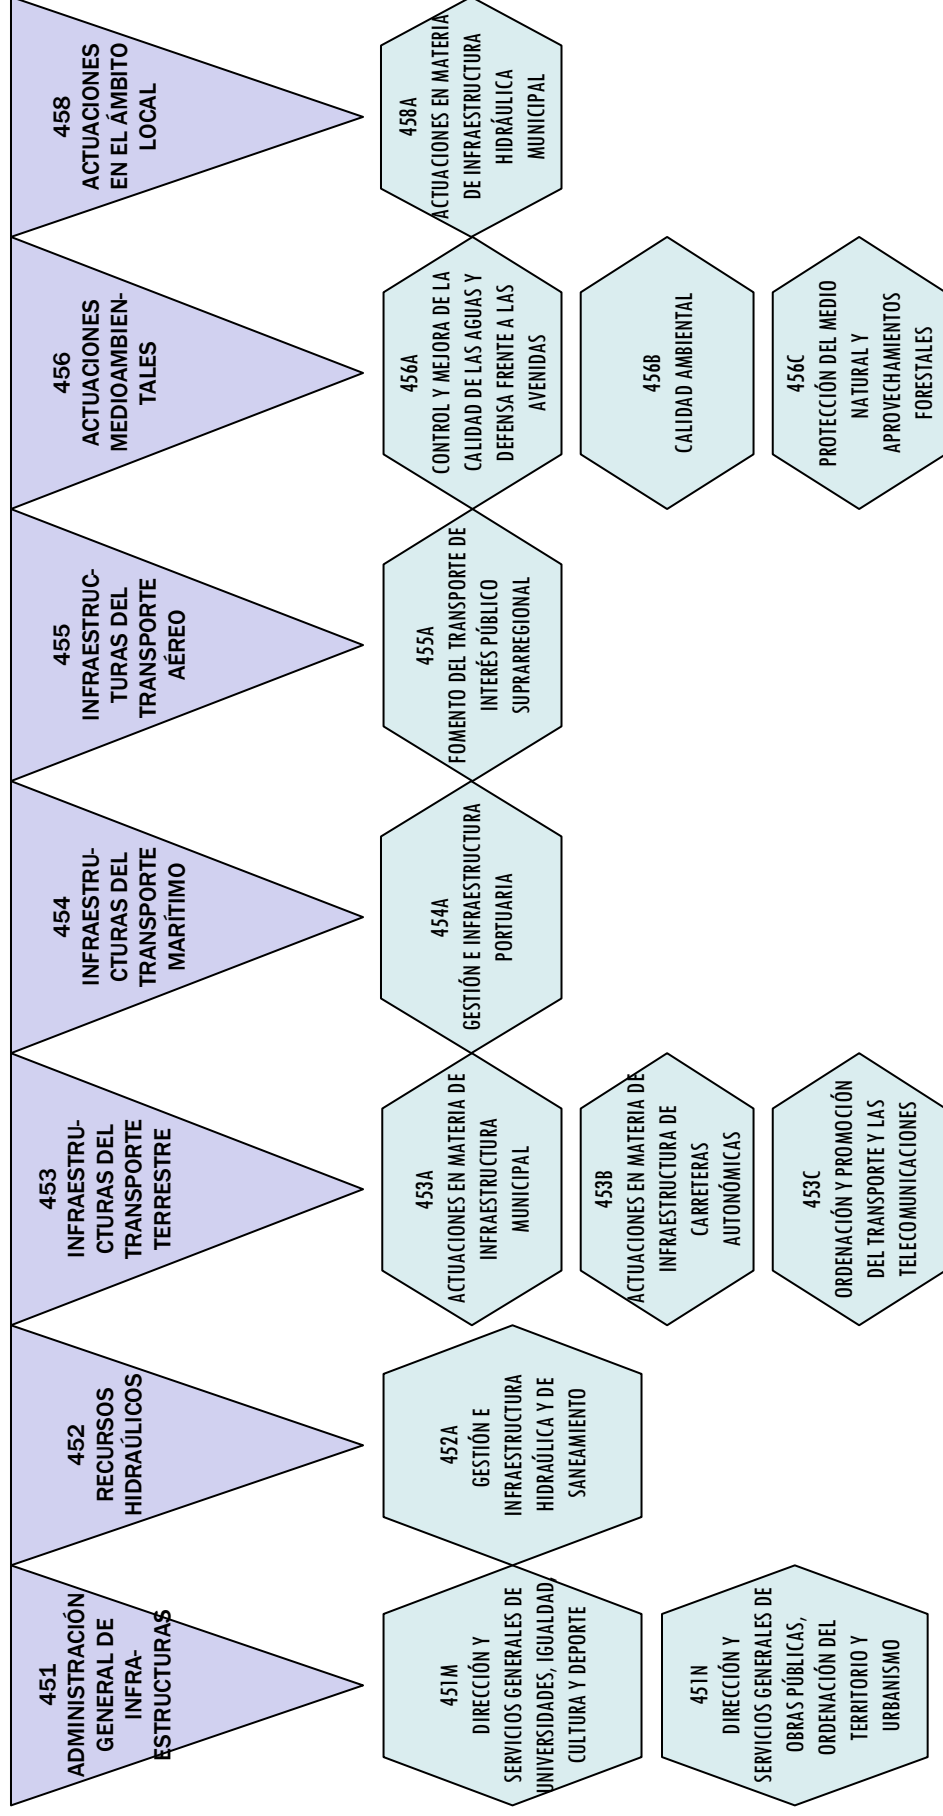 451
ADMINISTRACIÓN
GENERAL DE
INFRA-
ESTRUCTURAS
452
RECURSOS
HIDRAÚLICOS
453
INFRAESTRU-
CTURAS DEL
TRANSPORTE
TERRESTRE
454
INFRAESTRU-
CTURAS DEL
TRANSPORTE
MARÍTIMO
455
INFRAESTRUC-
TURAS DEL
TRANSPORTE
AÉREO
456
ACTUACIONES
MEDIOAMBIEN-
TALES
458
ACTUACIONES
EN EL ÁMBITO
LOCAL
451M
DIRECCIÓN Y
SERVICIOS GENERALES DE
UNIVERSIDADES, IGUALDAD,
CULTURA Y DEPORTE
452A
GESTIÓN E
INFRAESTRUCTURA
HIDRAÚLICA Y DE
SANEAMIENTO
453A
ACTUACIONES EN MATERIA DE
INFRAESTRUCTURA
MUNICIPAL
454A
GESTIÓN E INFRAESTRUCTURA
PORTUARIA
455A
FOMENTO DEL TRANSPORTE DE
INTERÉS PÚBLICO
SUPRARREGIONAL
456A
CONTROL Y MEJORA DE LA
CALIDAD DE LAS AGUAS Y
DEFENSA FRENTE A LAS
AVENIDAS
458A
ACTUACIONES EN MATERIA
DE INFRAESTRUCTURA
HIDRÁULICA
MUNICIPAL
451N
DIRECCIÓN Y
SERVICIOS GENERALES DE
OBRAS PÚBLICAS,
ORDENACIÓN DEL
TERRITORIO Y
URBANISMO
453B
ACTUACIONES EN MATERIA DE
INFRAESTRUCTURA DE
CARRETERAS
AUTONÓMICAS
456B
CALIDAD AMBIENTAL
453C
ORDENACIÓN Y PROMOCIÓN
DEL TRANSPORTE Y LAS
TELECOMUNICACIONES
456C
PROTECCIÓN DEL MEDIO
NATURAL Y
APROVECHAMIENTOS
FORESTALES